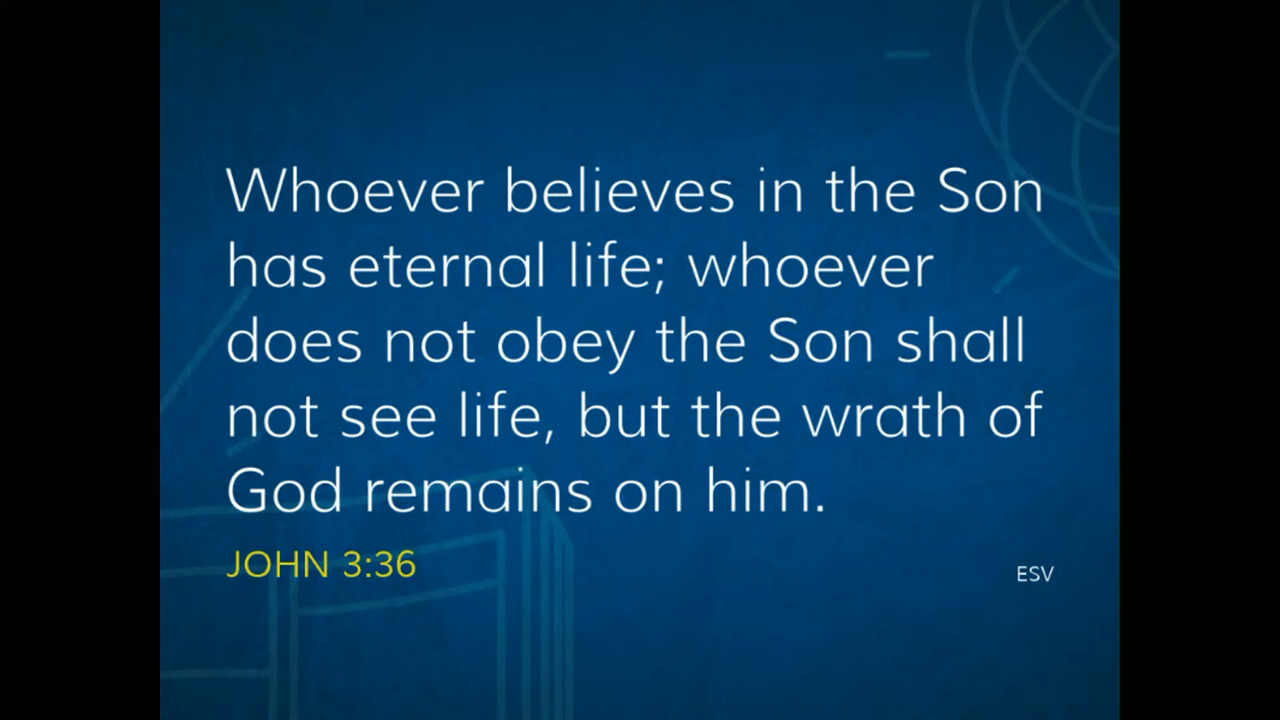 Whoever believes in the Son
has eternal life; whoever
does not obey the Son shall
not see life, but the wrath of
God remains on him.
JOHN 3:36
ESV